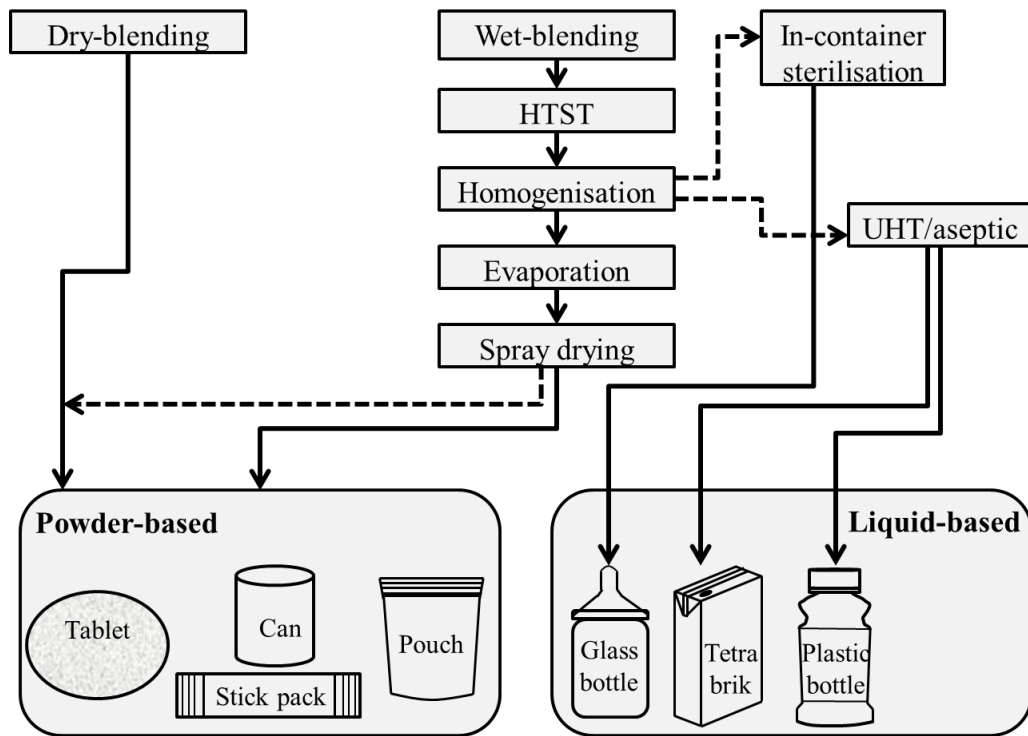 Dry-blending
Wet-blending
In-container
sterilisation
HTST
Homogenisation
UHT/aseptic
Evaporation
Spray drying
Powder-based
Liquid-based
Tablet
Can
Pouch
Stick pack
Glass
bottle
Tetra
brik
Plastic
bottle